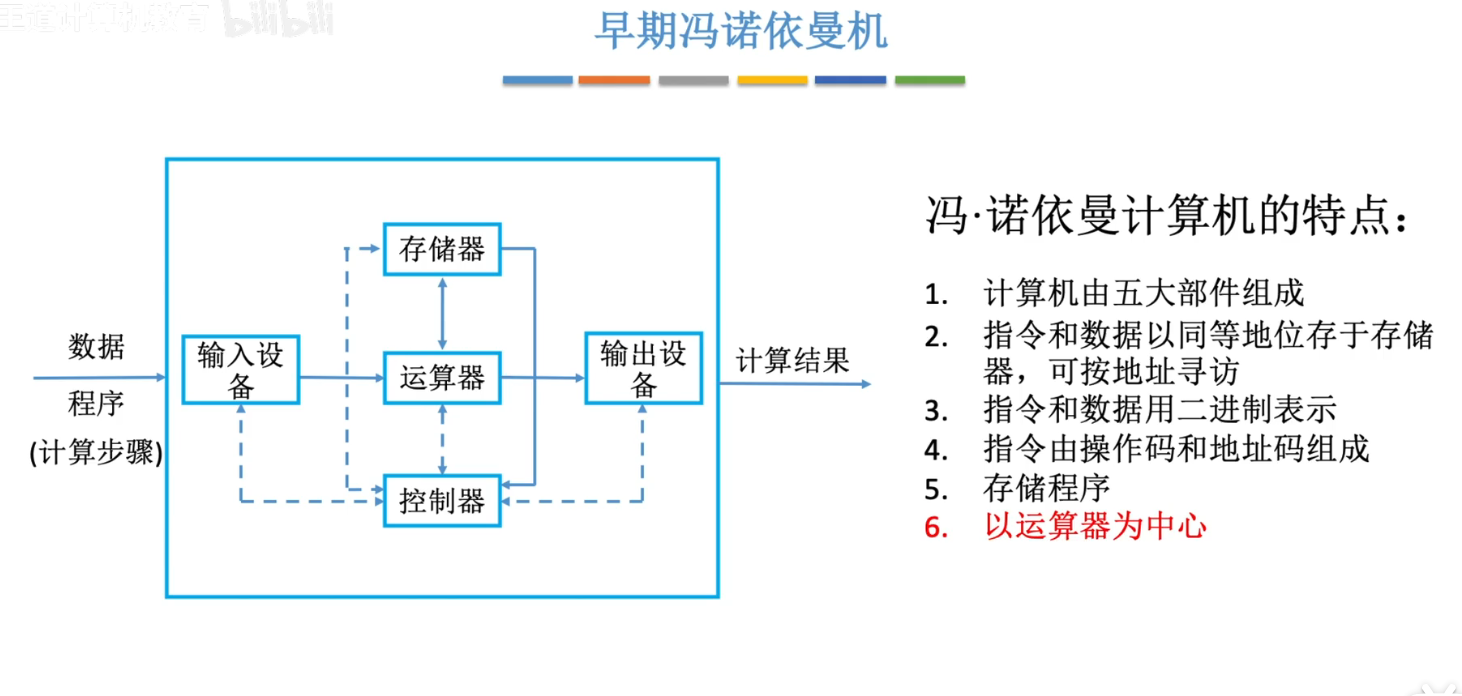 王道计算机教育 bilibili
早期冯诺依曼机
数据
程序
(计算步骤)
输入设
备
存储器
运算器
控制器
输出设
备
计算结果
冯·诺依曼计算机的特点：
1. 计算机由五大部件组成
2. 指令和数据以同等地位存于存储
器，可按地址寻访
3. 指令和数据用二进制表示
4. 指令由操作码和地址码组成
5. 存储程序
6. 以运算器为中心